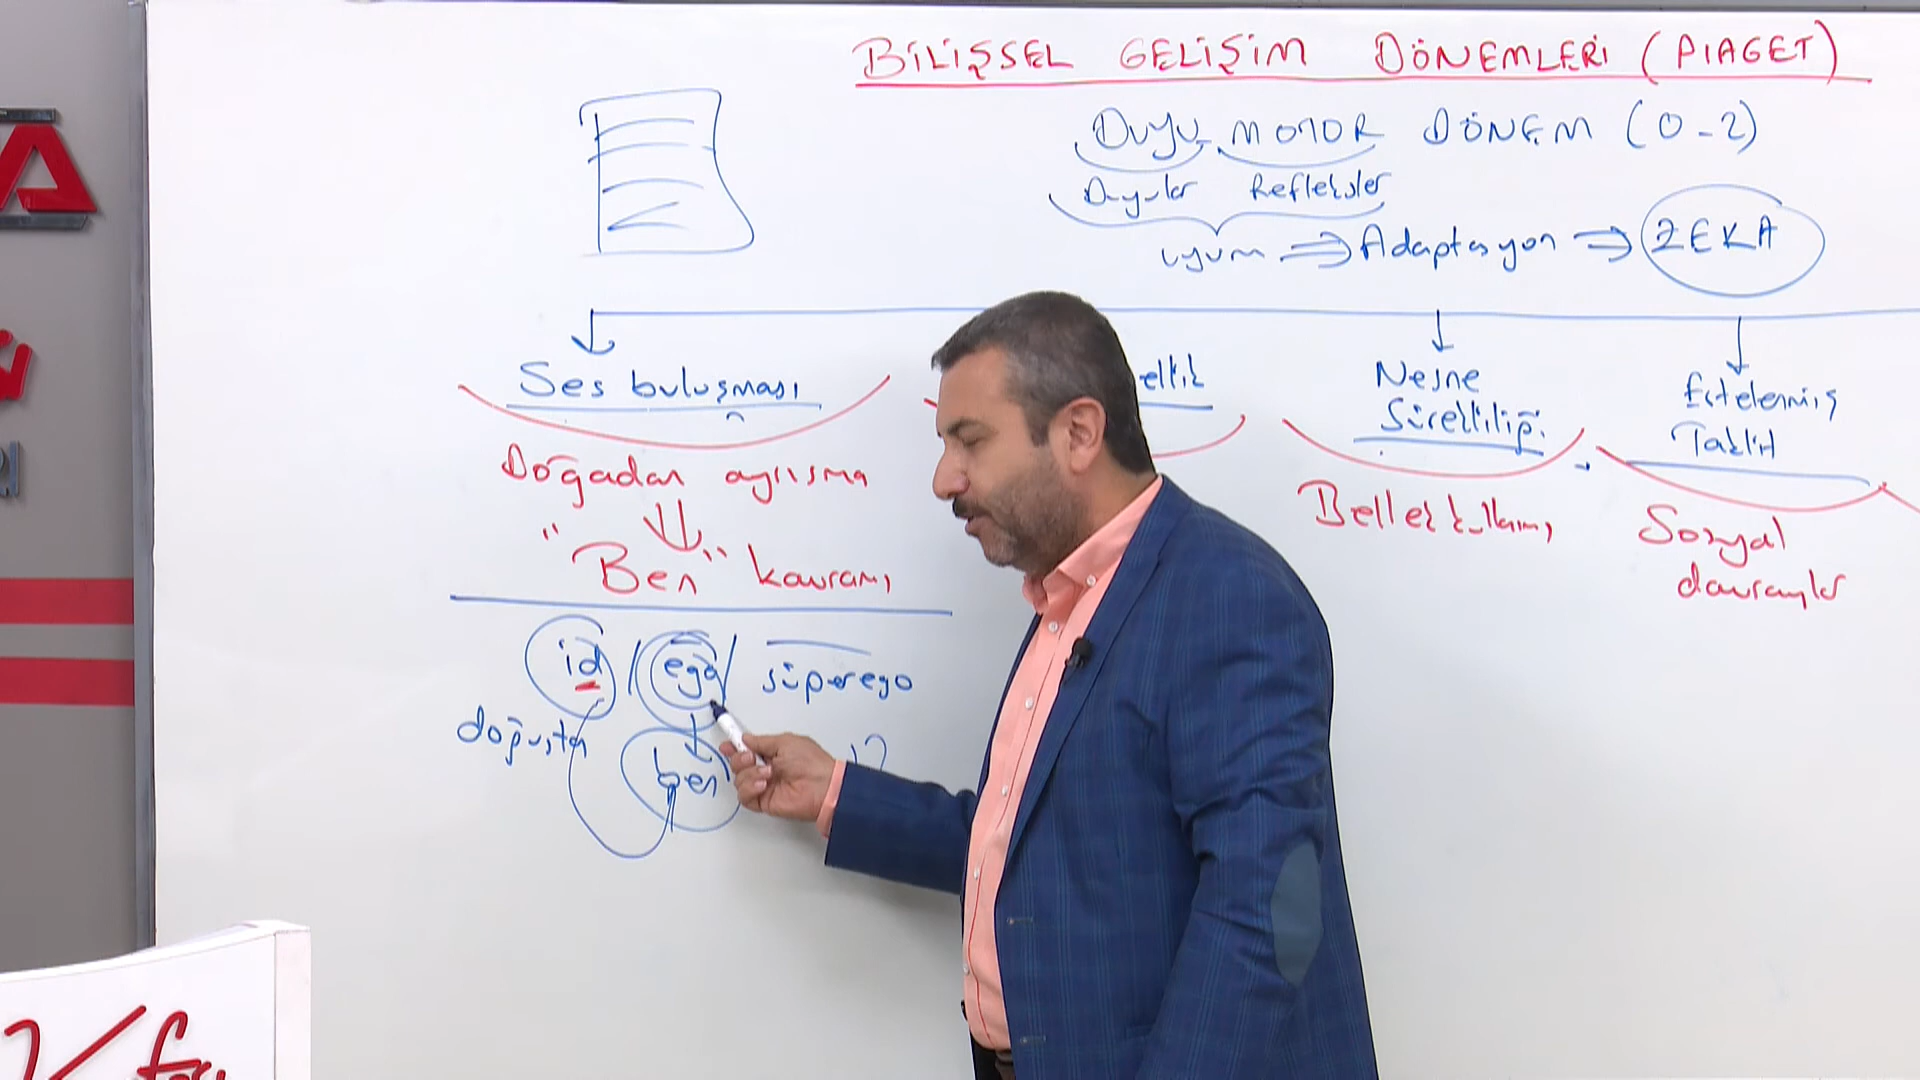 BİLİŞSEL GELİŞİM DÖNEMLERİ (PIAGET)
DUYU MOTOR DÖNEM (0-2)
Duyular Refleksler
uyum ⇒ Adaptasyon ⇒ ZEKA
Ses buluşması
Doğadan ayrışma
"Ben" kavramı
id / ego / süperego
doğuştan
ben
Nesne
Sürekliliği
Bellek kullanımı
Ertelenmiş
Taklit
Sosyal
davranışlar